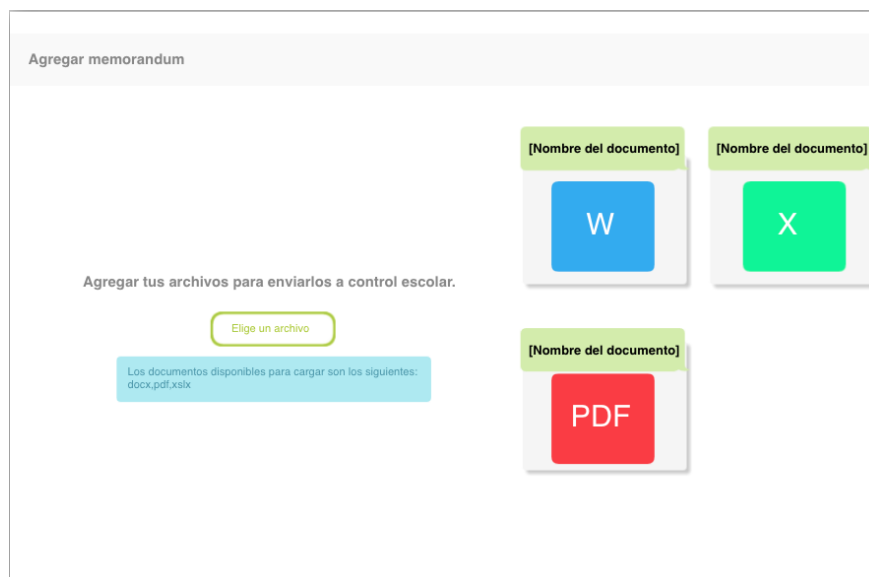 Agregar memorandum
[Nombre del documento]
[Nombre del documento]
W
X
Agregar tus archivos para enviarlos a control escolar.
Elige un archivo
Los documentos disponibles para cargar son los siguientes:
docx,pdf,xslx
[Nombre del documento]
PDF